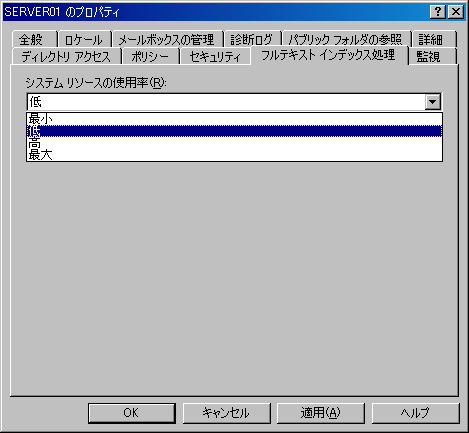 SERVER01 のプロパティ
全般 ロケール メールボックスの管理 診断ログ パブリック フォルダの参照 詳細
ディレクトリ アクセス ポリシー セキュリティ フルテキスト インデックス処理 監視
システム リソースの使用率(R):
低
最小
低
高
最大
OK キャンセル 適用(A) ヘルプ